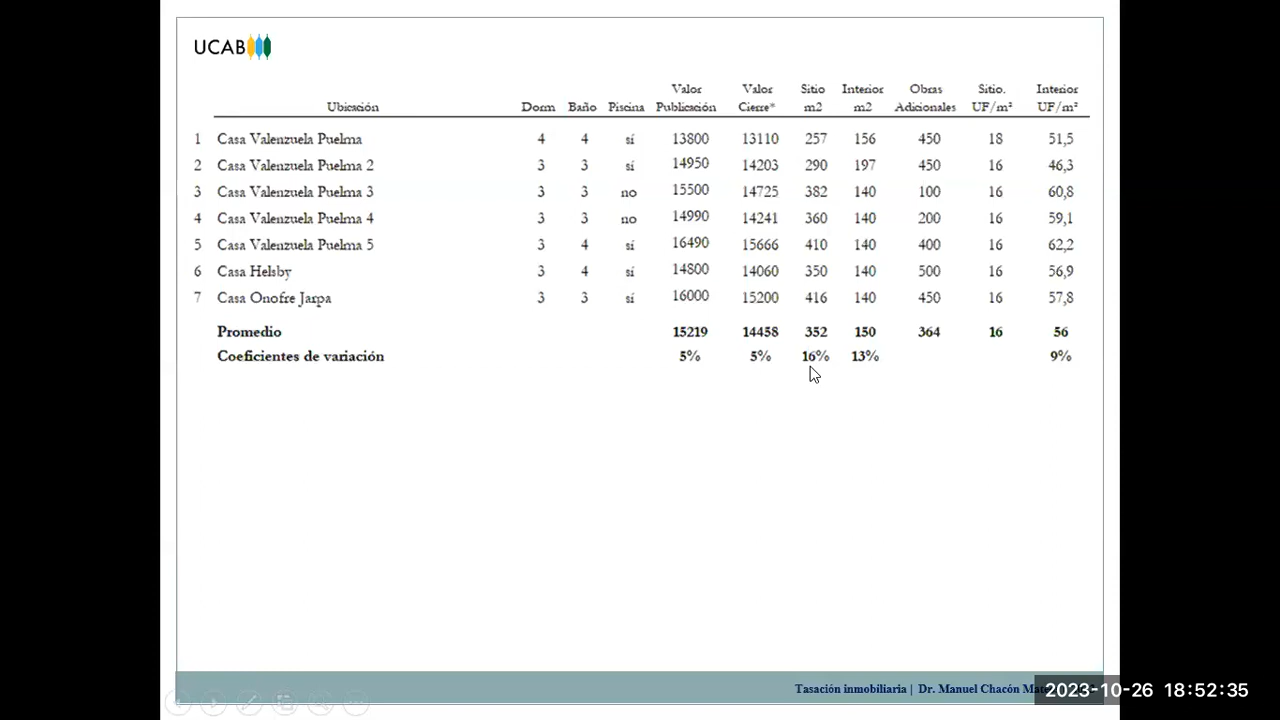 UCAB
Valor Valor Sitio Interior Obras Sitio. Interior
Ubicación Dorm Baño Piscina Publicación Cierre* m2 m2 Adicionales UF/m² UF/m²
1 Casa Valenzuela Puelma 4 4 sí 13800 13110 257 156 450 18 51,5
2 Casa Valenzuela Puelma 2 3 3 sí 14950 14203 290 197 450 16 46,3
3 Casa Valenzuela Puelma 3 3 3 no 15500 14725 382 140 100 16 60,8
4 Casa Valenzuela Puelma 4 3 3 no 14990 14241 360 140 200 16 59,1
5 Casa Valenzuela Puelma 5 3 4 sí 16490 15666 410 140 400 16 62,2
6 Casa Helsby 3 4 sí 14800 14060 350 140 500 16 56,9
7 Casa Onofre Jarpa 3 3 sí 16000 15200 416 140 450 16 57,8
Promedio 15219 14458 352 150 364 16 56
Coeficientes de variación 5% 5% 16% 13% 9%
Tasación inmobiliaria | Dr. Manuel Chacón
2023-10-26 18:52:35